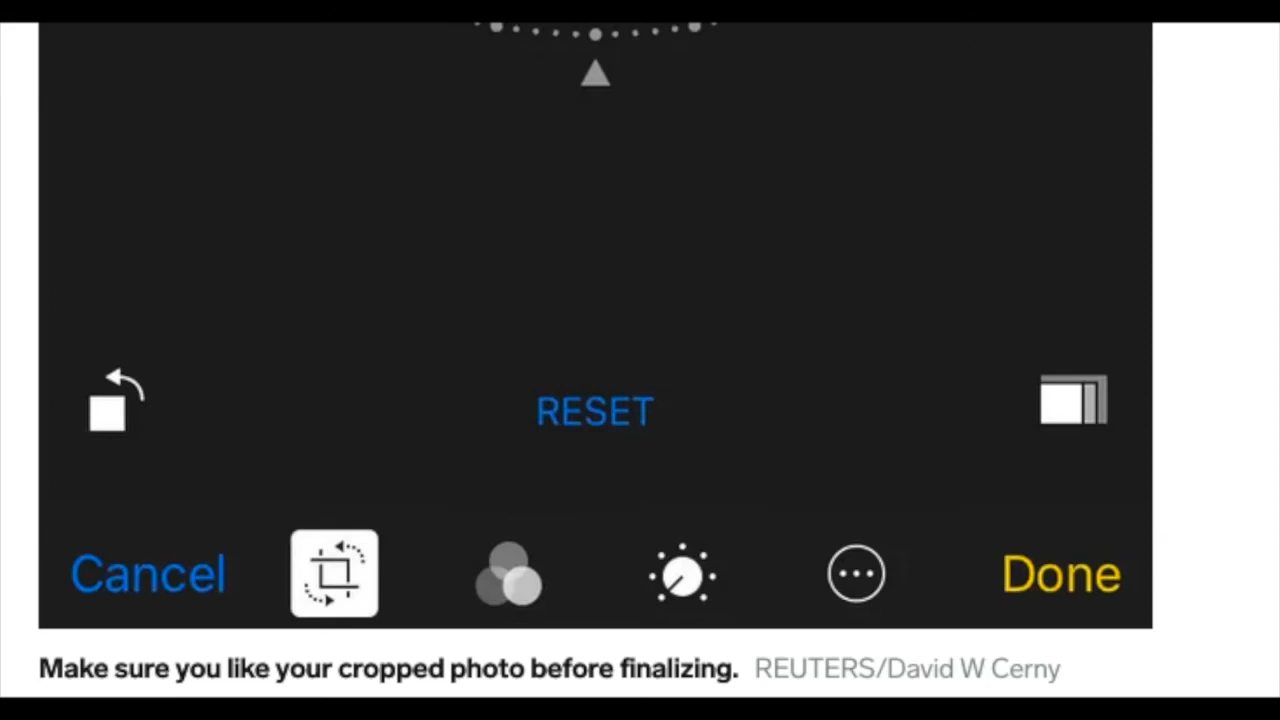 RESET
Cancel
Done
Make sure you like your cropped photo before finalizing. REUTERS/David W Cerny